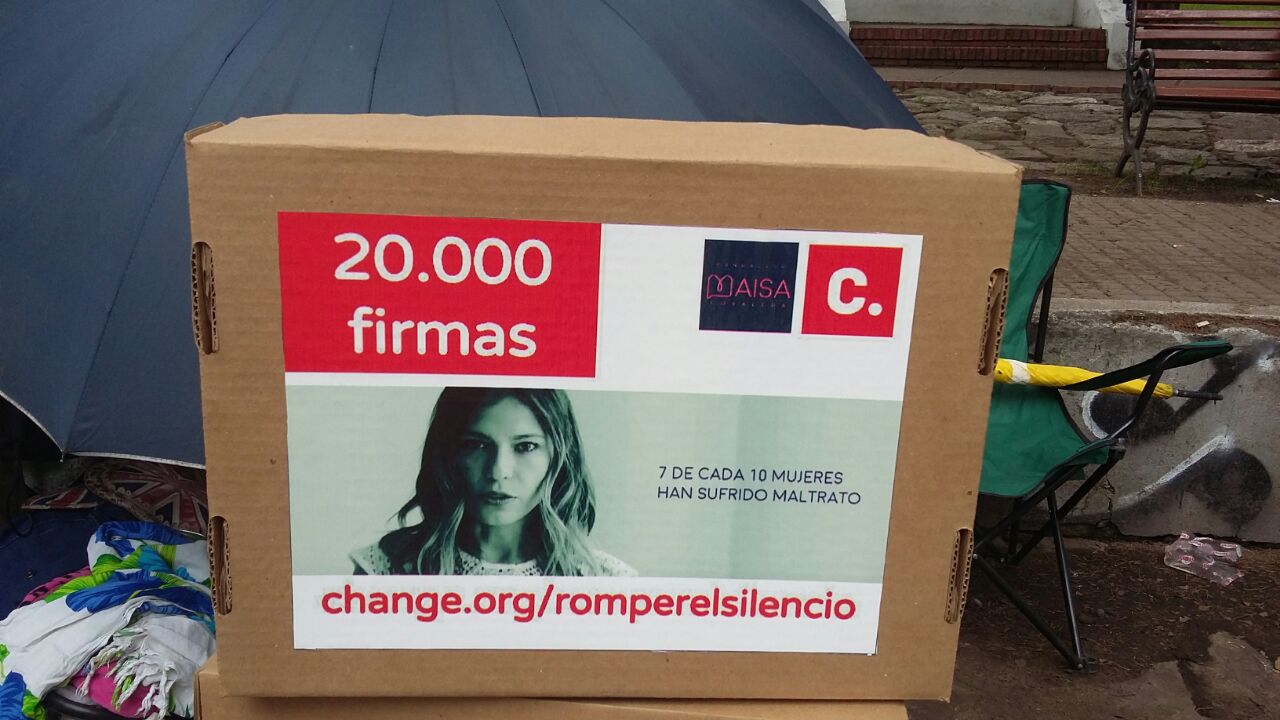 20.000
firmas
MAISA
C.
7 DE CADA 10 MUJERES
HAN SUFRIDO MALTRATO
change.org/romperelsilencio